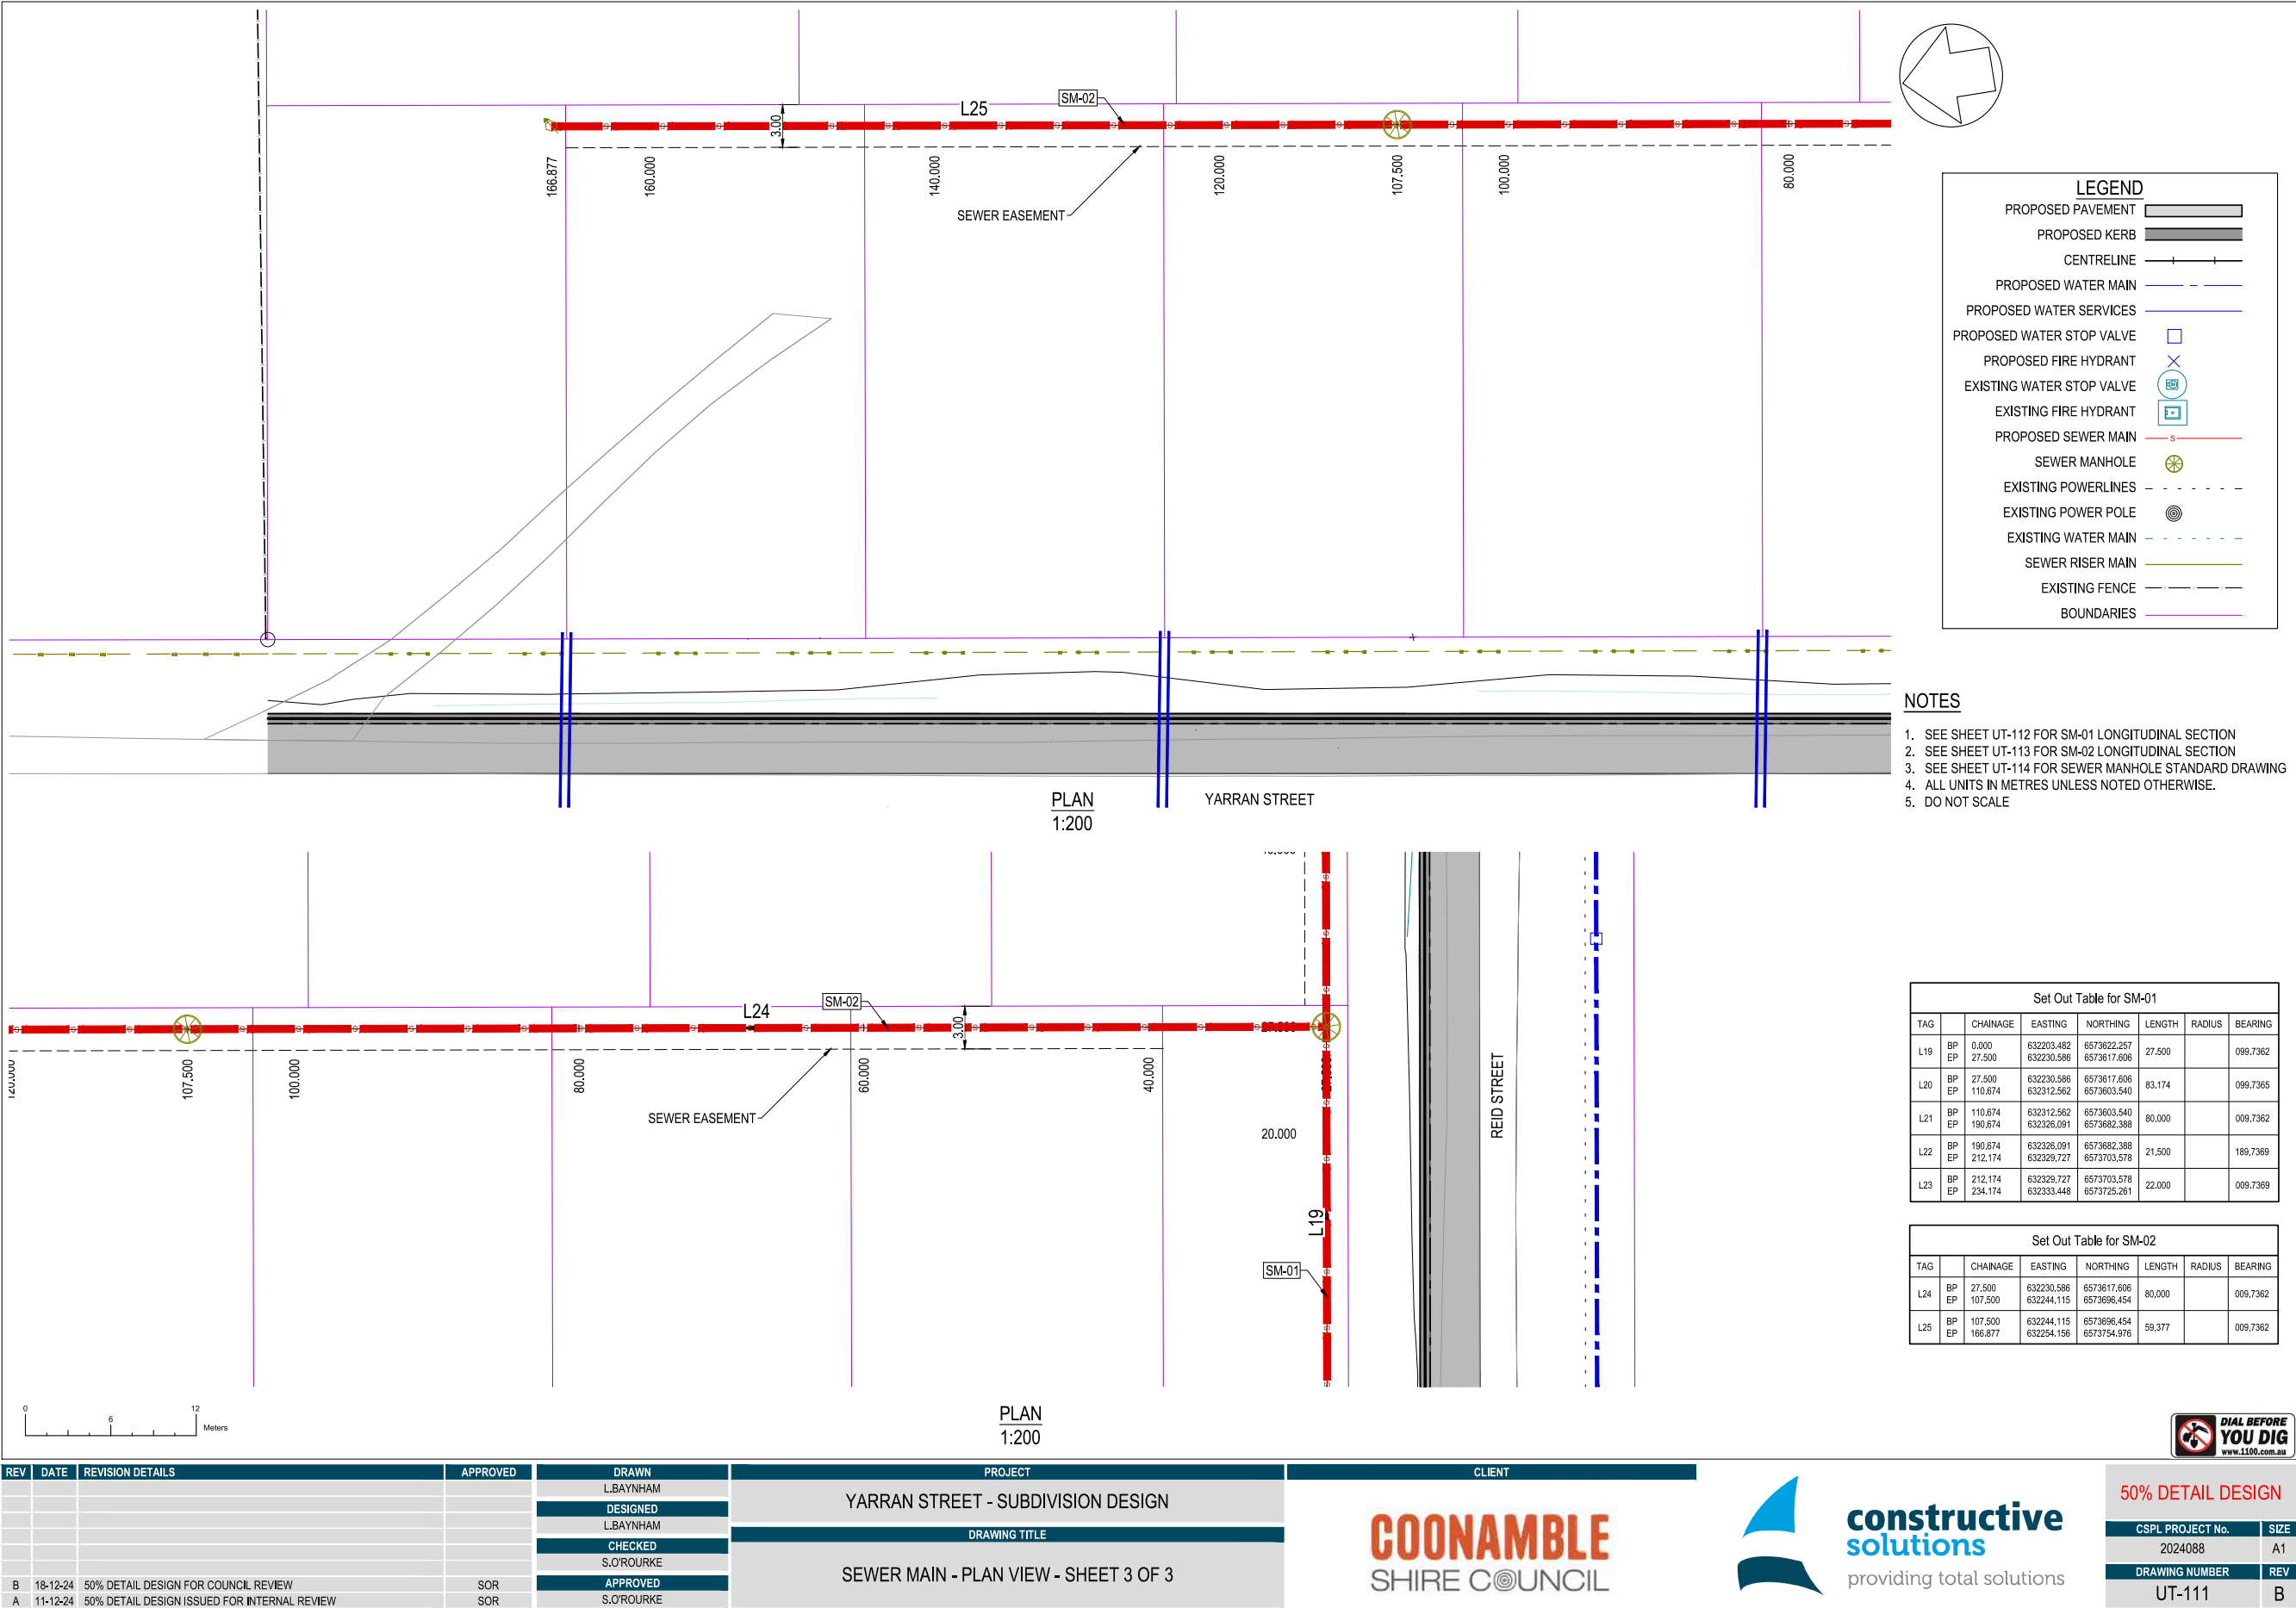 L25
SM-02
3.00
166.877
160.000
140.000
120.000
107.500
100.000
80.000
SEWER EASEMENT
PLAN
1:200
YARRAN STREET
LEGEND
PROPOSED PAVEMENT
PROPOSED KERB
CENTRELINE
PROPOSED WATER MAIN
PROPOSED WATER SERVICES
PROPOSED WATER STOP VALVE
PROPOSED FIRE HYDRANT
EXISTING WATER STOP VALVE
EXISTING FIRE HYDRANT
PROPOSED SEWER MAIN
S
SEWER MANHOLE
EXISTING POWERLINES
EXISTING POWER POLE
EXISTING WATER MAIN
SEWER RISER MAIN
EXISTING FENCE
BOUNDARIES
NOTES
1. SEE SHEET UT-112 FOR SM-01 LONGITUDINAL SECTION
2. SEE SHEET UT-113 FOR SM-02 LONGITUDINAL SECTION
3. SEE SHEET UT-114 FOR SEWER MANHOLE STANDARD DRAWING
4. ALL UNITS IN METRES UNLESS NOTED OTHERWISE.
5. DO NOT SCALE
L24
SM-02
3.00
107.500
100.000
80.000
60.000
40.000
SEWER EASEMENT
20.000
L19
SM-01
REID STREET
PLAN
1:200
0 6 12
Meters
Set Out Table for SM-01
TAG CHAINAGE EASTING NORTHING LENGTH RADIUS BEARING
L19 BP 0.000 632203.482 6573622.257 27.500 099.7362
EP 27.500 632230.586 6573617.606
L20 BP 27.500 632230.586 6573617.606 83.174 099.7365
EP 110.674 632312.562 6573603.540
L21 BP 110.674 632312.562 6573603.540 80.000 009.7362
EP 190.674 632326.091 6573682.388
L22 BP 190.674 632326.091 6573682.388 21.500 189.7369
EP 212.174 632329.727 6573703.578
L23 BP 212.174 632329.727 6573703.578 22.000 009.7369
EP 234.174 632333.448 6573725.261
Set Out Table for SM-02
TAG CHAINAGE EASTING NORTHING LENGTH RADIUS BEARING
L24 BP 27.500 632230.586 6573617.606 80.000 009.7362
EP 107.500 632244.115 6573696.454
L25 BP 107.500 632244.115 6573696.454 59.377 009.7362
EP 166.877 632254.156 6573754.976
DIAL BEFORE
YOU DIG
www.1100.com.au
REV DATE REVISION DETAILS APPROVED
B 18-12-24 50% DETAIL DESIGN FOR COUNCIL REVIEW SOR
A 11-12-24 50% DETAIL DESIGN ISSUED FOR INTERNAL REVIEW SOR
DRAWN
L.BAYNHAM
DESIGNED
L.BAYNHAM
CHECKED
S.O'ROURKE
APPROVED
S.O'ROURKE
PROJECT
YARRAN STREET - SUBDIVISION DESIGN
DRAWING TITLE
SEWER MAIN - PLAN VIEW - SHEET 3 OF 3
CLIENT
COONAMBLE
SHIRE COUNCIL
constructive
solutions
providing total solutions
50% DETAIL DESIGN
CSPL PROJECT No. SIZE
2024088 A1
DRAWING NUMBER REV
UT-111 B